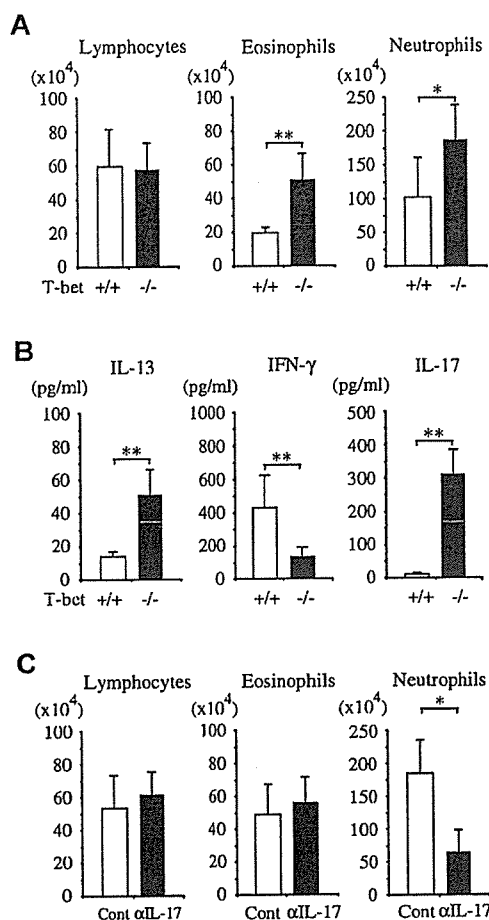 A
Lymphocytes Eosinophils Neutrophils
(x10⁴) (x10⁴) (x10⁴)
100 100 250
80 80 200
60 60 150
40 40 100
20 20 50
0 0 0
** *
T-bet +/+ -/- +/+ -/- +/+ -/-
B
IL-13 IFN-γ IL-17
(pg/ml) (pg/ml) (pg/ml)
100 1000 500
80 800 400
60 600 300
40 400 200
20 200 100
0 0 0
** ** **
T-bet +/+ -/- +/+ -/- +/+ -/-
C
Lymphocytes Eosinophils Neutrophils
(x10⁴) (x10⁴) (x10⁴)
100 100 250
80 80 200
60 60 150
40 40 100
20 20 50
0 0 0
*
Cont αIL-17 Cont αIL-17 Cont αIL-17